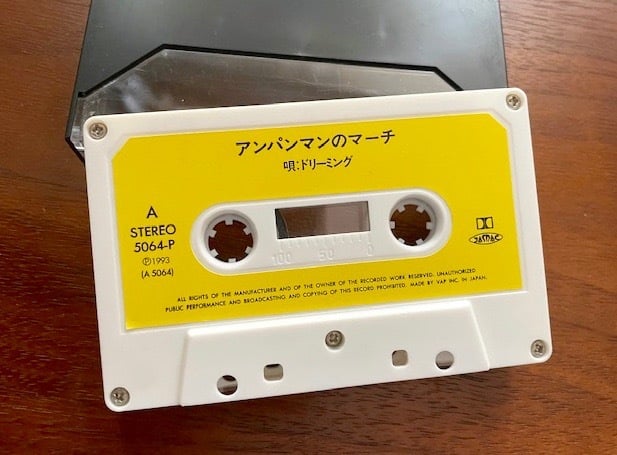 アンパンマンのマーチ
唄:ドリーミング
A
STEREO
5064-P
Ⓟ1993
(A 5064)
JASRAC
100 50 0
ALL RIGHTS OF THE MANUFACTURER AND OF THE OWNER OF THE RECORDED WORK RESERVED. UNAUTHORIZED
PUBLIC PERFORMANCE AND BROADCASTING AND COPYING OF THIS RECORD PROHIBITED. MADE BY VAP INC. IN JAPAN.